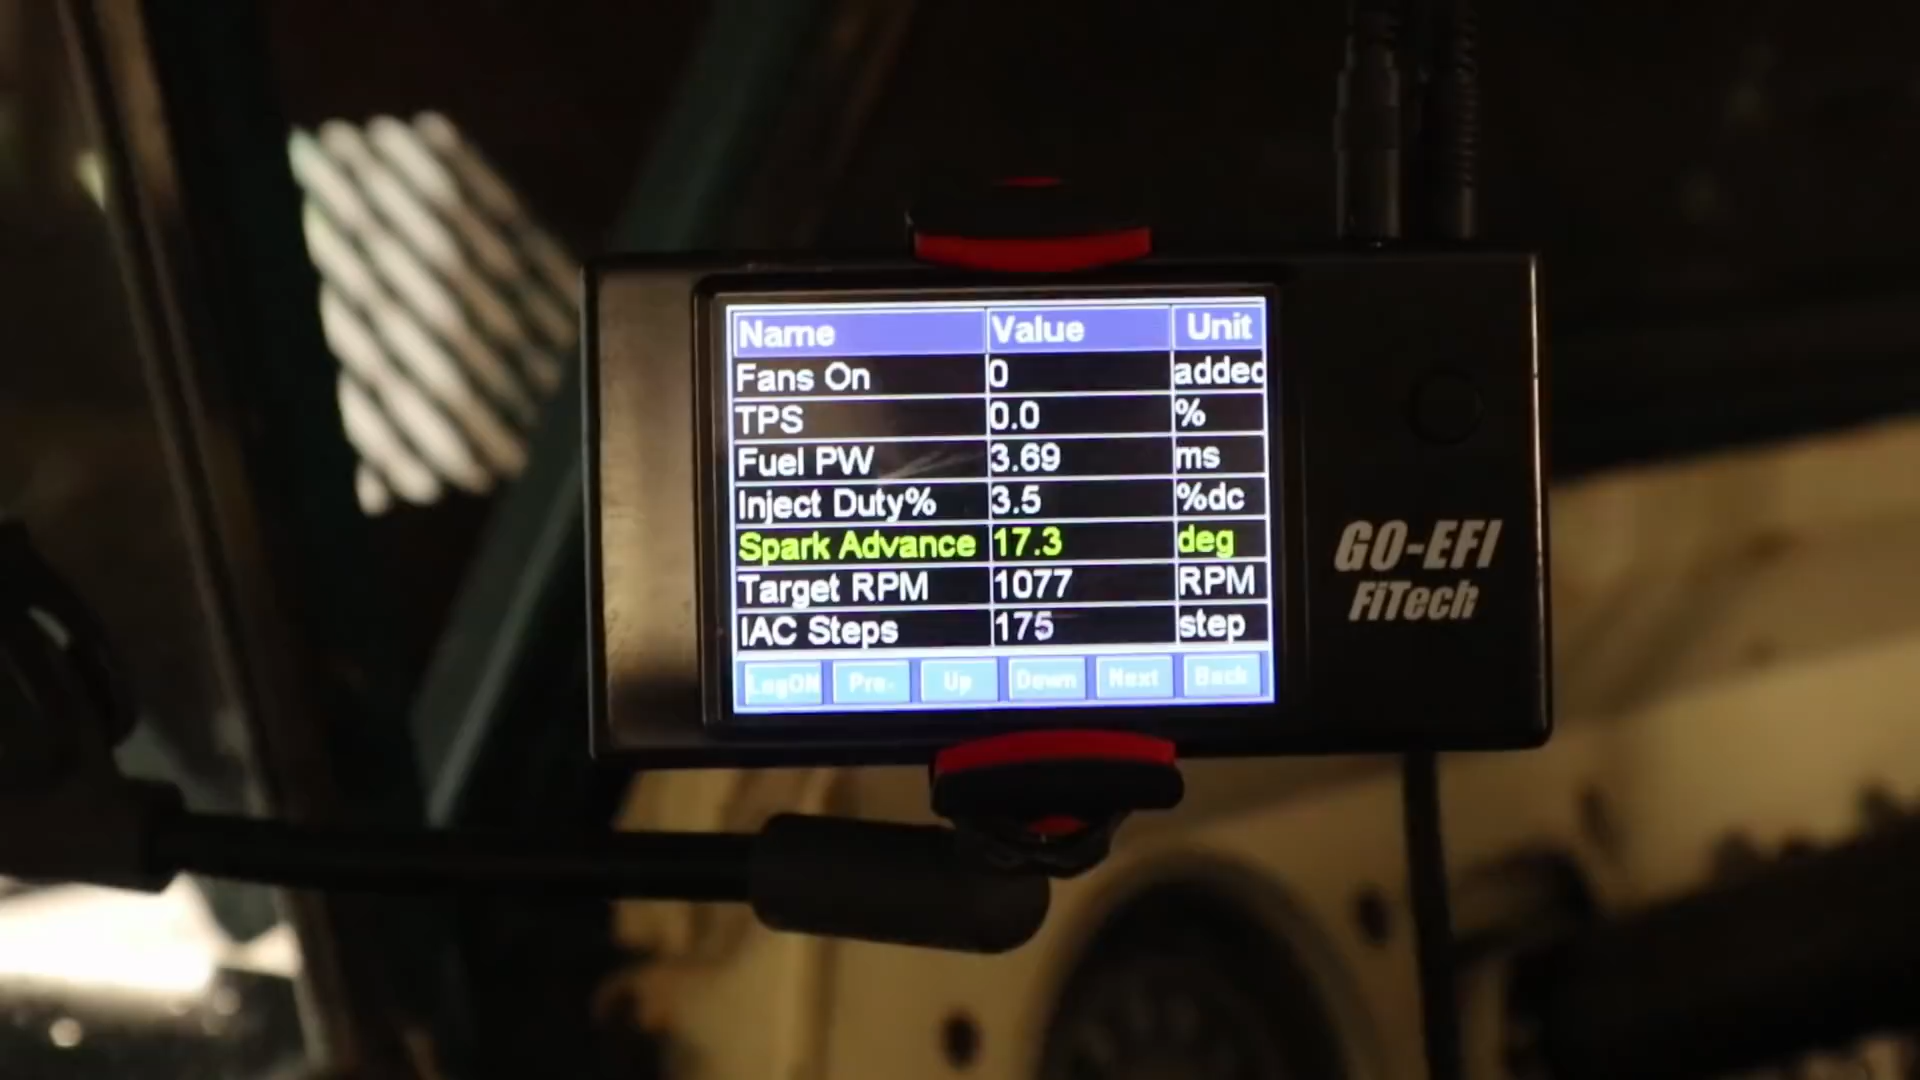 Name Value Unit
Fans On 0 added
TPS 0.0 %
Fuel PW 3.69 ms
Inject Duty% 3.5 %dc
Spark Advance 17.3 deg
Target RPM 1077 RPM
IAC Steps 175 step
LogON Pre- Up Down Next Back
GO-EFI
FiTech